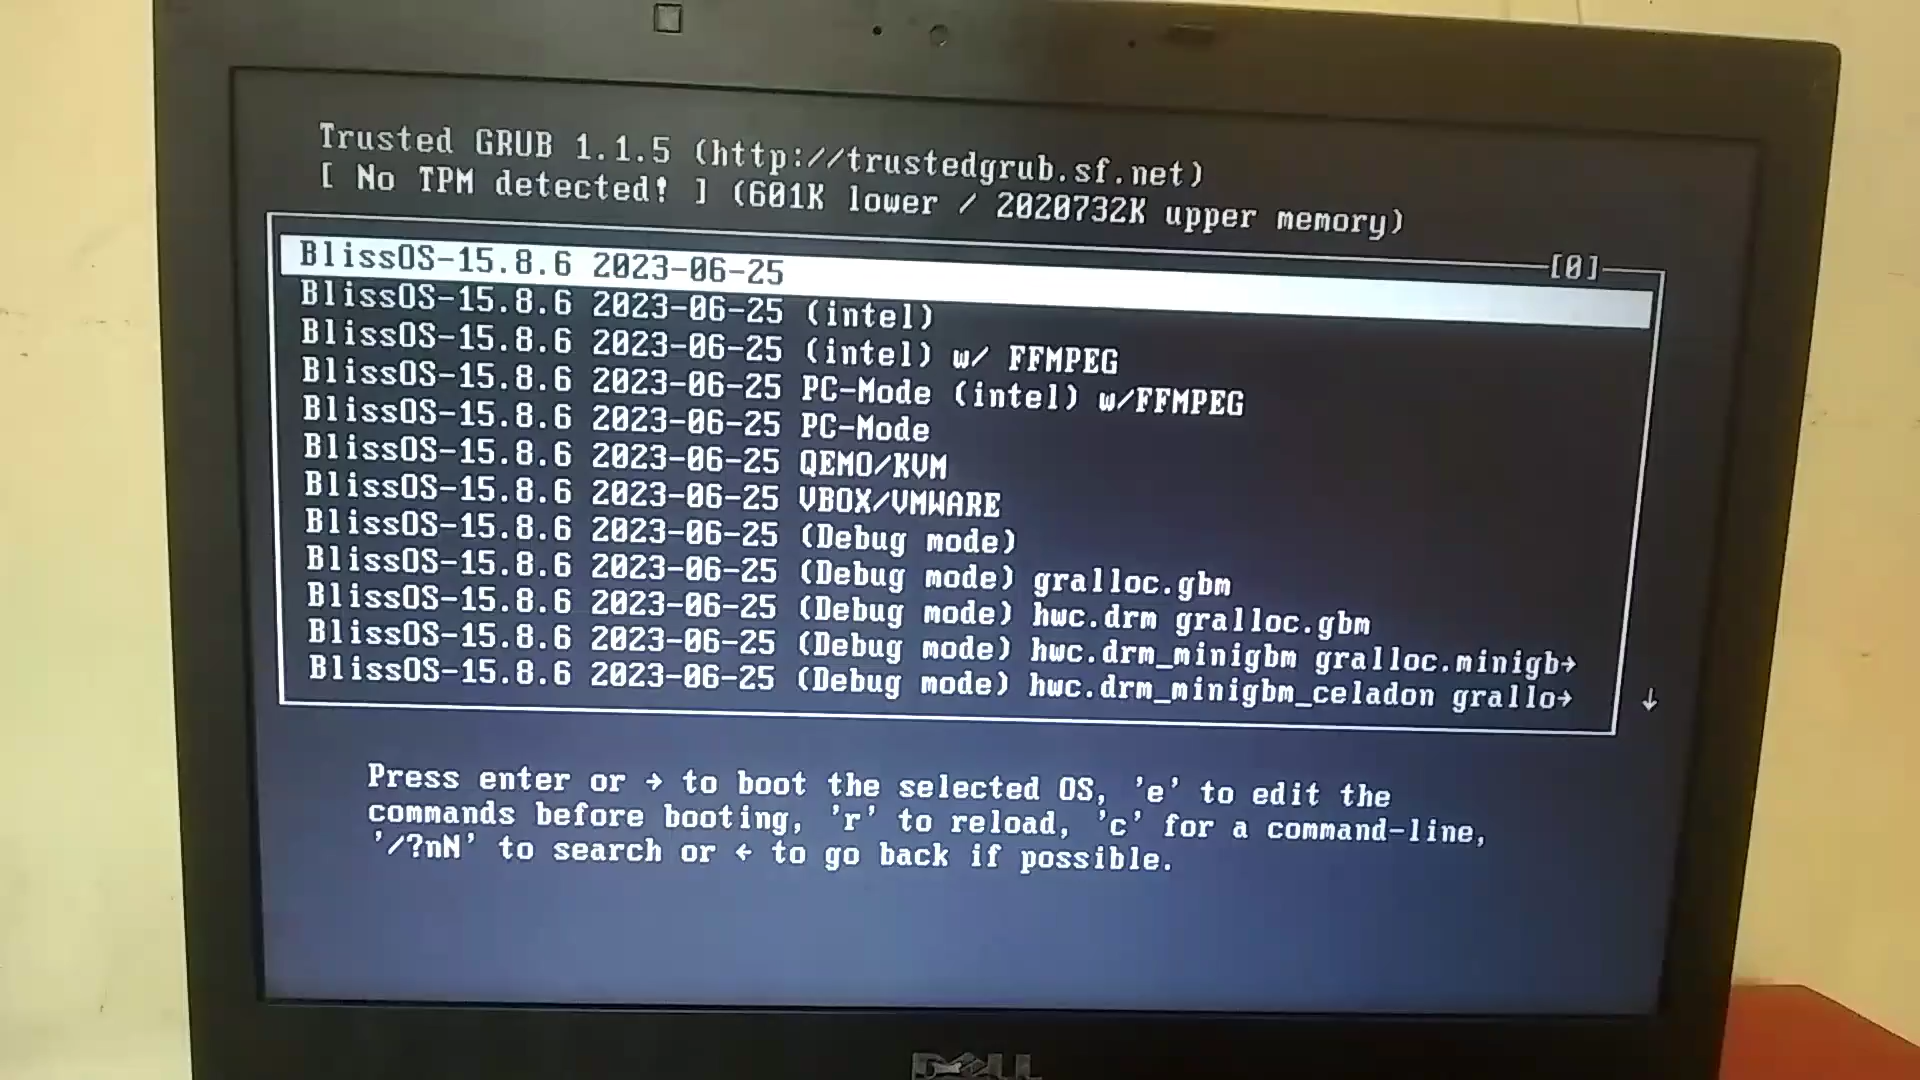 Trusted GRUB 1.1.5 (http://trustedgrub.sf.net)
[ No TPM detected! ] (601K lower / 2020732K upper memory)
[0]
BlissOS-15.8.6 2023-06-25
BlissOS-15.8.6 2023-06-25 (intel)
BlissOS-15.8.6 2023-06-25 (intel) w/ FFMPEG
BlissOS-15.8.6 2023-06-25 PC-Mode (intel) w/FFMPEG
BlissOS-15.8.6 2023-06-25 PC-Mode
BlissOS-15.8.6 2023-06-25 QEMO/KVM
BlissOS-15.8.6 2023-06-25 VBOX/VMWARE
BlissOS-15.8.6 2023-06-25 (Debug mode)
BlissOS-15.8.6 2023-06-25 (Debug mode) gralloc.gbm
BlissOS-15.8.6 2023-06-25 (Debug mode) hwc.drm gralloc.gbm
BlissOS-15.8.6 2023-06-25 (Debug mode) hwc.drm_minigbm gralloc.minigb→
BlissOS-15.8.6 2023-06-25 (Debug mode) hwc.drm_minigbm_celadon grallo→ ↓
Press enter or → to boot the selected OS, 'e' to edit the
commands before booting, 'r' to reload, 'c' for a command-line,
'/?nN' to search or ← to go back if possible.
DELL